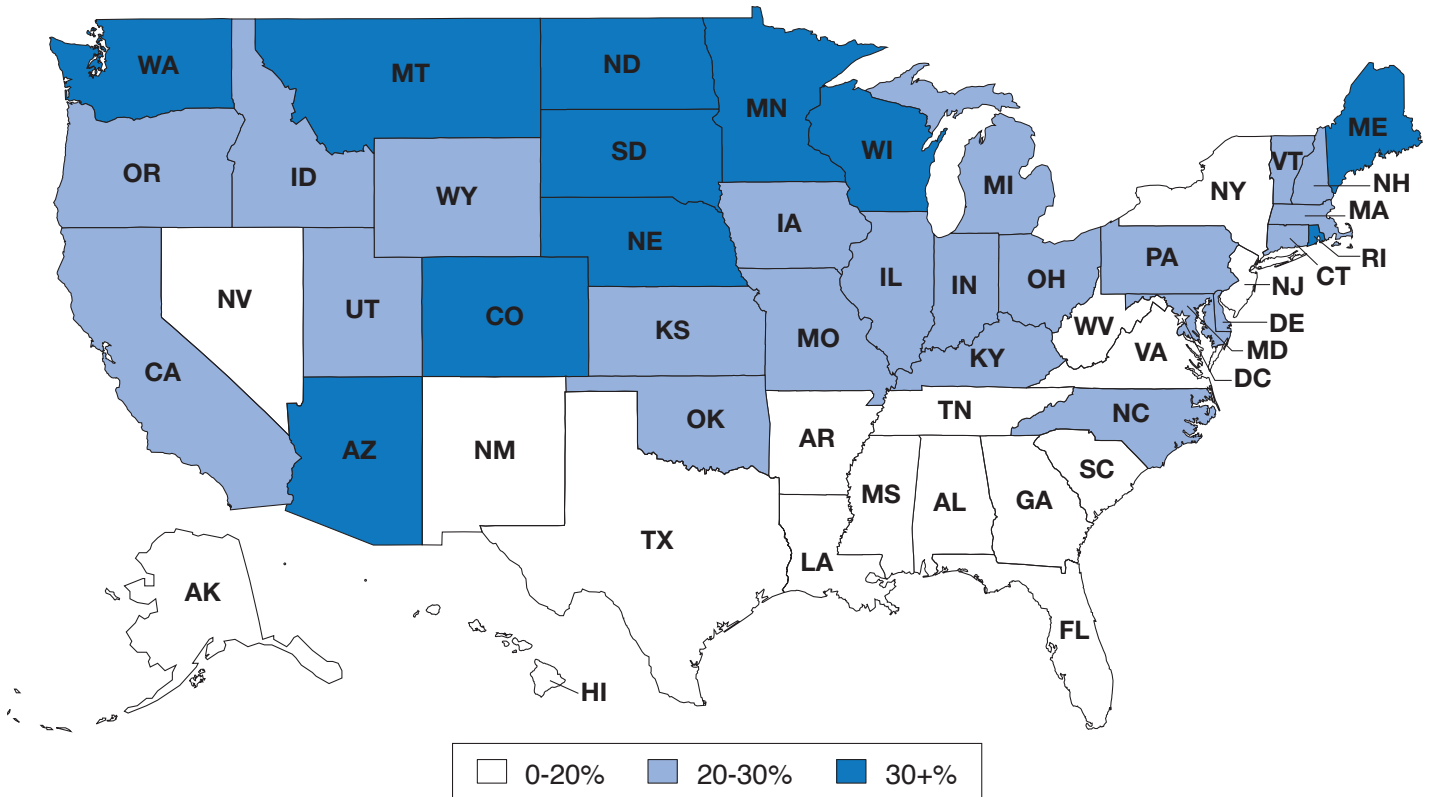 WA
MT
ND
MN
ME
OR
ID
SD
WI
WY
MI
NY
VT
NH
MA
NE
IA
RI
CT
NV
UT
CO
IL
IN
OH
PA
NJ
CA
KS
MO
KY
WV
VA
DE
MD
DC
AZ
NM
OK
AR
TN
NC
SC
TX
LA
MS
AL
GA
AK
FL
HI
0-20% 20-30% 30+%